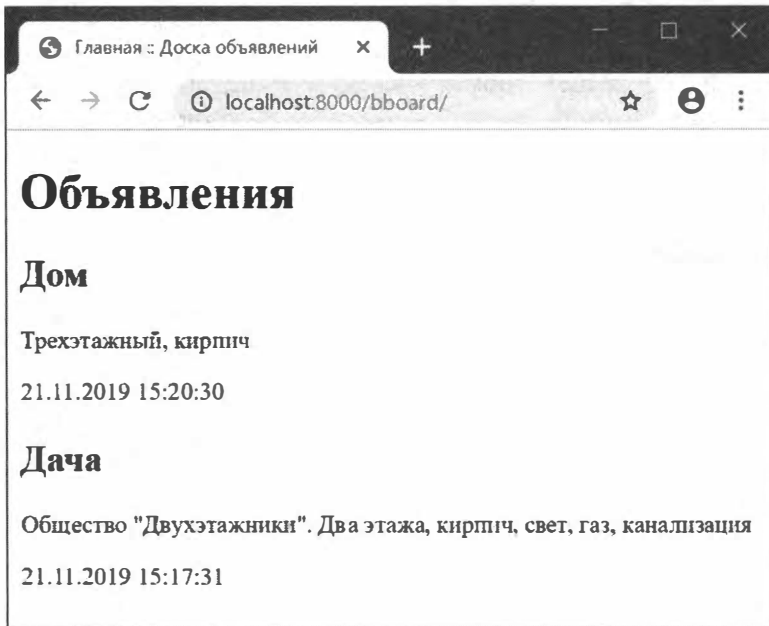 Главная :: Доска объявлений
localhost:8000/bboard/
Объявления
Дом
Трехэтажный, кирпич
21.11.2019 15:20:30
Дача
Общество "Двухэтажники". Два этажа, кирпич, свет, газ, канализация
21.11.2019 15:17:31